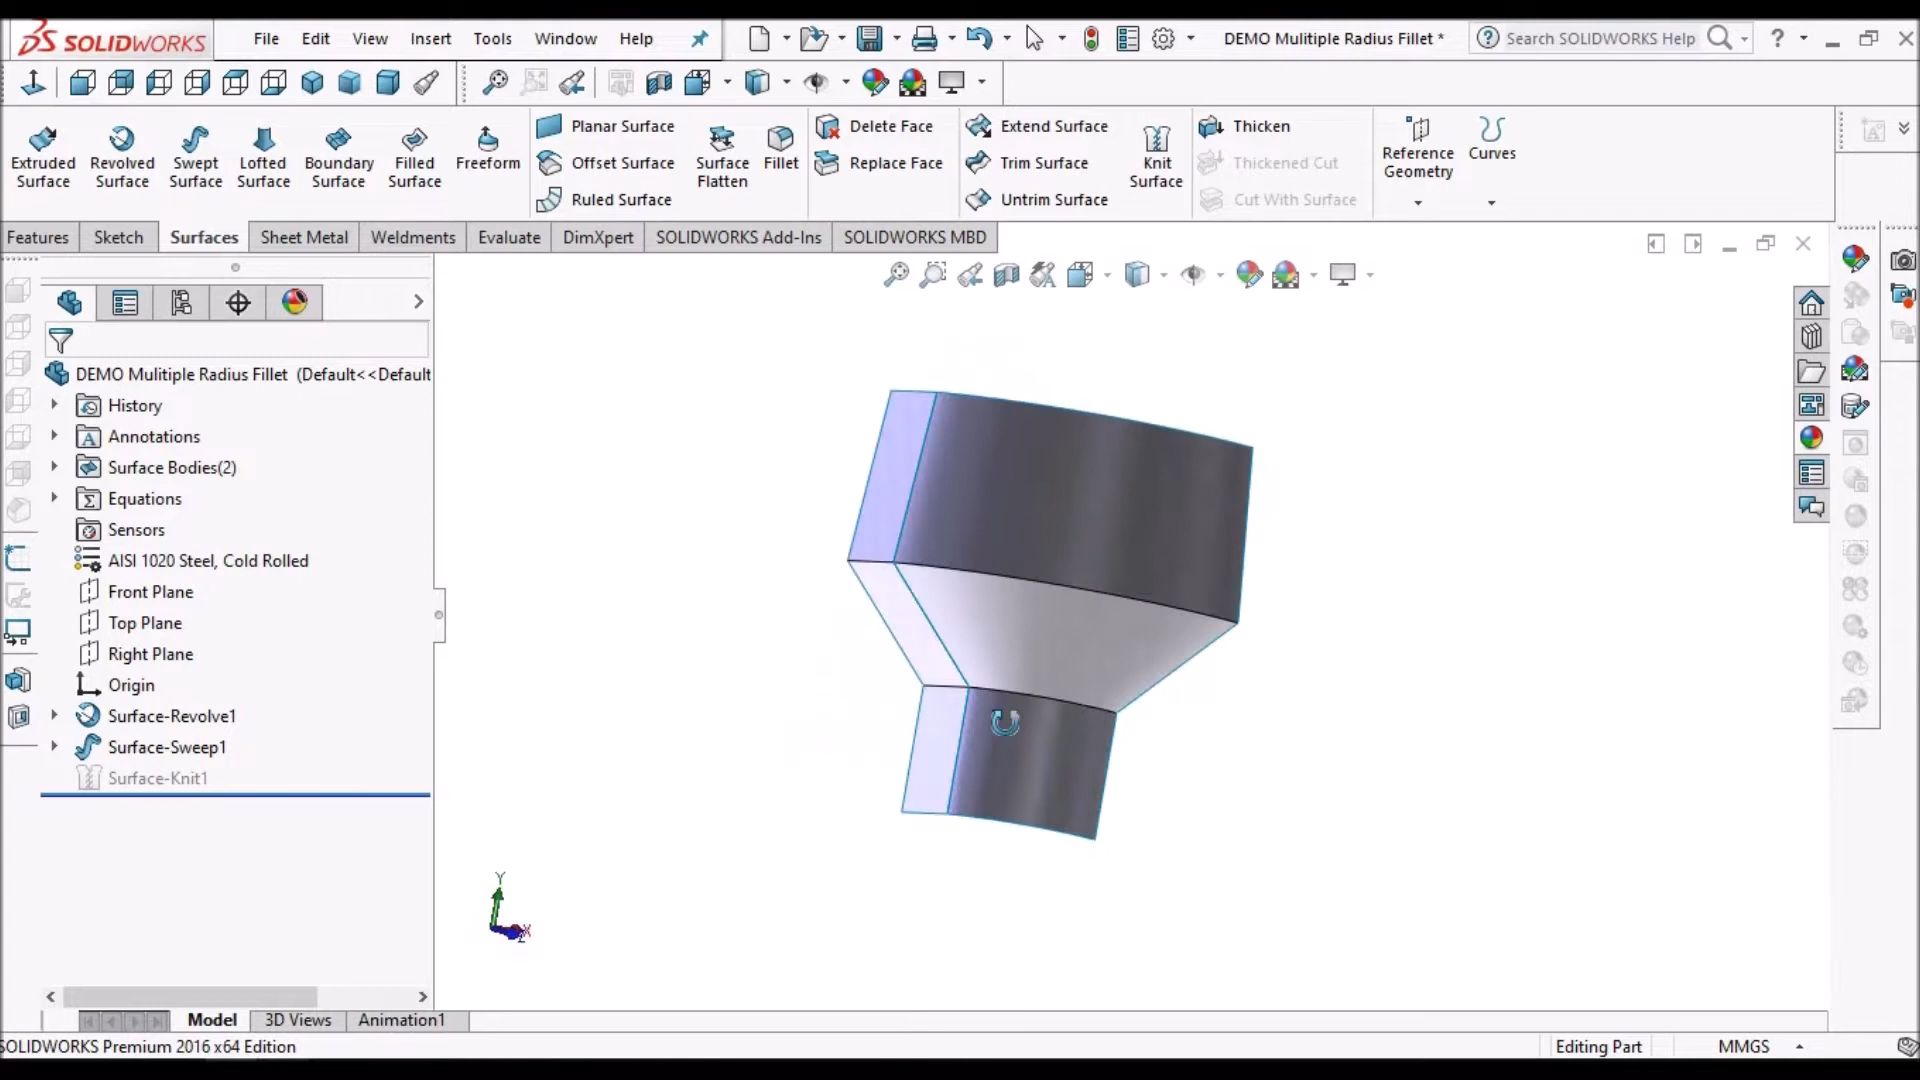 SOLIDWORKS File Edit View Insert Tools Window Help DEMO Mulitiple Radius Fillet * Search SOLIDWORKS Help ?
Planar Surface Delete Face Extend Surface Thicken
Extruded Surface Revolved Surface Swept Surface Lofted Surface Boundary Surface Filled Surface Freeform Offset Surface Surface Flatten Fillet Replace Face Trim Surface Knit Surface Thickened Cut Reference Geometry Curves
Ruled Surface Untrim Surface Cut With Surface
Features Sketch Surfaces Sheet Metal Weldments Evaluate DimXpert SOLIDWORKS Add-Ins SOLIDWORKS MBD
DEMO Mulitiple Radius Fillet (Default<<Default
History
Annotations
Surface Bodies(2)
Equations
Sensors
AISI 1020 Steel, Cold Rolled
Front Plane
Top Plane
Right Plane
Origin
Surface-Revolve1
Surface-Sweep1
Surface-Knit1
Y
X
Z
Model 3D Views Animation1
SOLIDWORKS Premium 2016 x64 Edition Editing Part MMGS